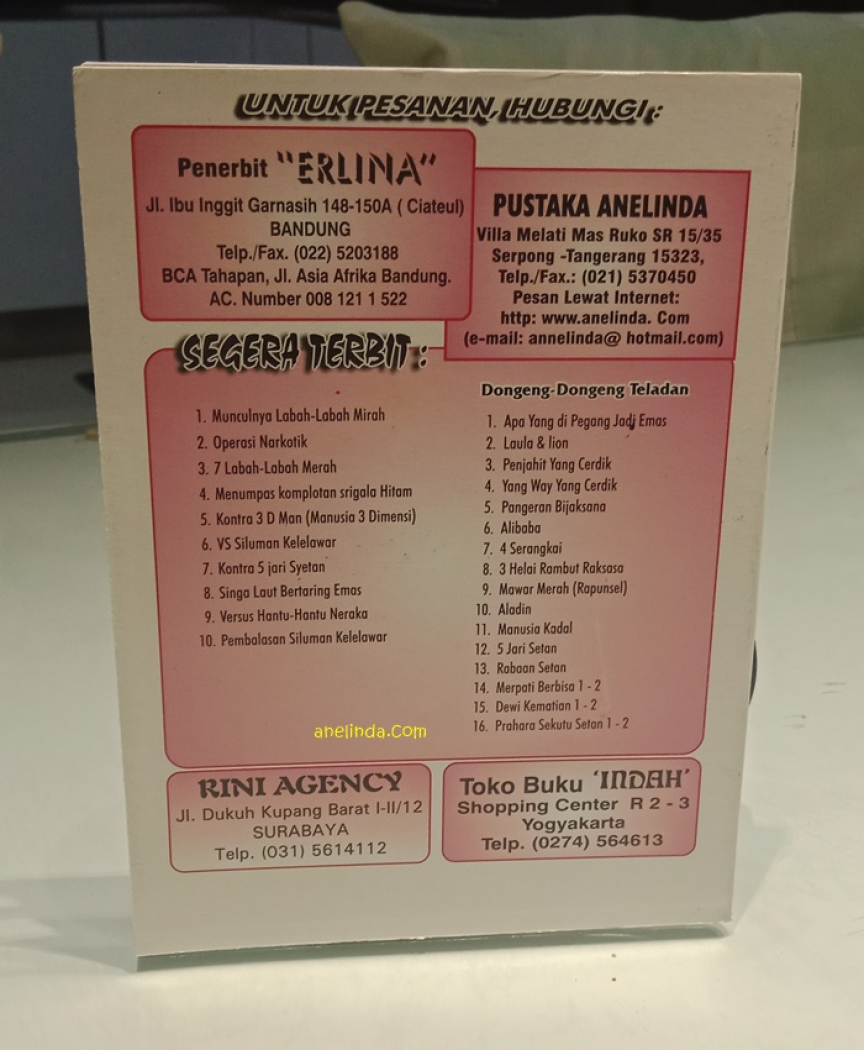 UNTUK PESANAN, HUBUNGI :
Penerbit "ERLINA"
Jl. Ibu Inggit Garnasih 148-150A ( Ciateul)
BANDUNG
Telp./Fax. (022) 5203188
BCA Tahapan, Jl. Asia Afrika Bandung.
AC. Number 008 121 1 522
PUSTAKA ANELINDA
Villa Melati Mas Ruko SR 15/35
Serpong -Tangerang 15323,
Telp./Fax.: (021) 5370450
Pesan Lewat Internet:
http: www.anelinda. Com
(e-mail: annelinda@ hotmail.com)
SEGERA TERBIT :
1. Munculnya Labah-Labah Mirah
2. Operasi Narkotik
3. 7 Labah-Labah Merah
4. Menumpas komplotan srigala Hitam
5. Kontra 3 D Man (Manusia 3 Dimensi)
6. VS Siluman Kelelawar
7. Kontra 5 jari Syetan
8. Singa Laut Bertaring Emas
9. Versus Hantu-Hantu Neraka
10. Pembalasan Siluman Kelelawar
Dongeng-Dongeng Teladan
1. Apa Yang di Pegang Jadi Emas
2. Laula & lion
3. Penjahit Yang Cerdik
4. Yang Way Yang Cerdik
5. Pangeran Bijaksana
6. Alibaba
7. 4 Serangkai
8. 3 Helai Rambut Raksasa
9. Mawar Merah (Rapunsel)
10. Aladin
11. Manusia Kadal
12. 5 Jari Setan
13. Rabaan Setan
14. Merpati Berbisa 1 - 2
15. Dewi Kematian 1 - 2
16. Prahara Sekutu Setan 1 - 2
anelinda.Com
RINI AGENCY
Jl. Dukuh Kupang Barat I-II/12
SURABAYA
Telp. (031) 5614112
Toko Buku 'INDAH'
Shopping Center R 2 - 3
Yogyakarta
Telp. (0274) 564613